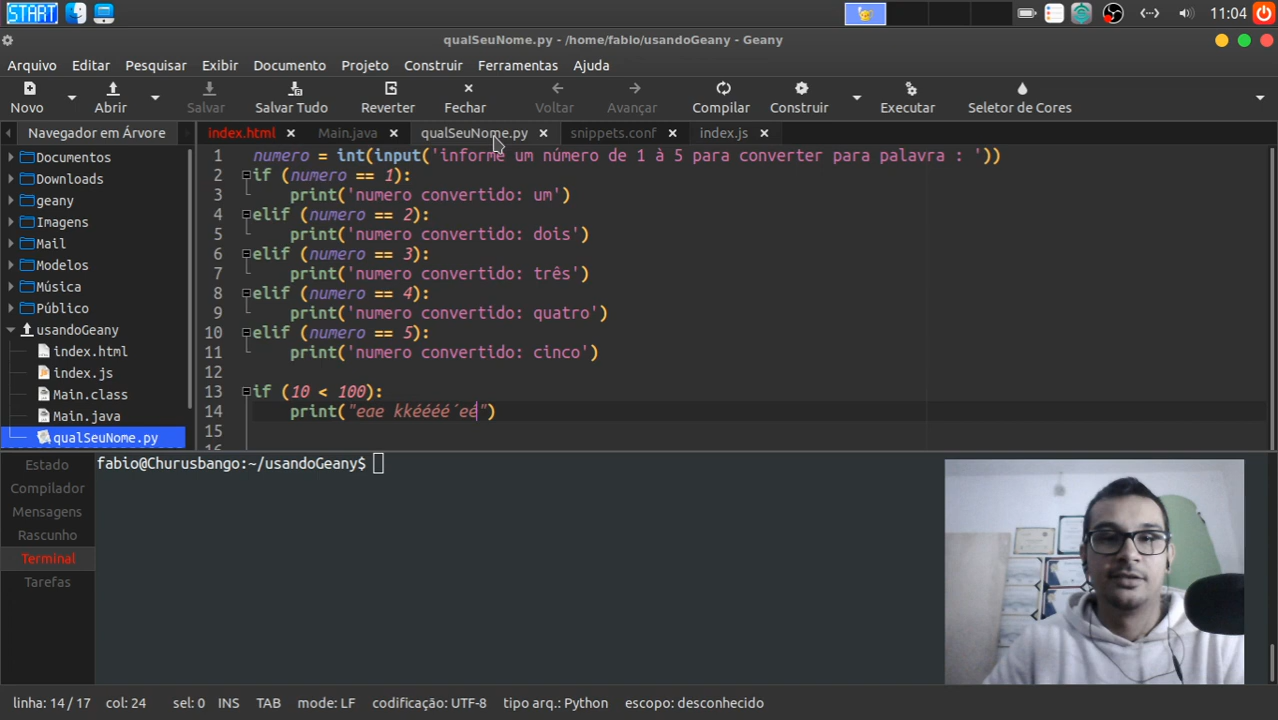 START
11:04
qualSeuNome.py - /home/fabio/usandoGeany - Geany
Arquivo Editar Pesquisar Exibir Documento Projeto Construir Ferramentas Ajuda
Novo Abrir Salvar Salvar Tudo Reverter Fechar Voltar Avançar Compilar Construir Executar Seletor de Cores
Navegador em Árvore index.html Main.java qualSeuNome.py snippets.conf index.js
Documentos
Downloads
geany
Imagens
Mail
Modelos
Música
Público
usandoGeany
index.html
index.js
Main.class
Main.java
qualSeuNome.py
1 numero = int(input('informe um número de 1 à 5 para converter para palavra : '))
2 if (numero == 1):
3 print('numero convertido: um')
4 elif (numero == 2):
5 print('numero convertido: dois')
6 elif (numero == 3):
7 print('numero convertido: três')
8 elif (numero == 4):
9 print('numero convertido: quatro')
10 elif (numero == 5):
11 print('numero convertido: cinco')
12
13 if (10 < 100):
14 print("eae kkéééé´eé")
15
16
Estado
Compilador
Mensagens
Rascunho
Terminal
Tarefas
fabio@Churusbango:~/usandoGeany$
linha: 14 / 17 col: 24 sel: 0 INS TAB mode: LF codificação: UTF-8 tipo arq.: Python escopo: desconhecido